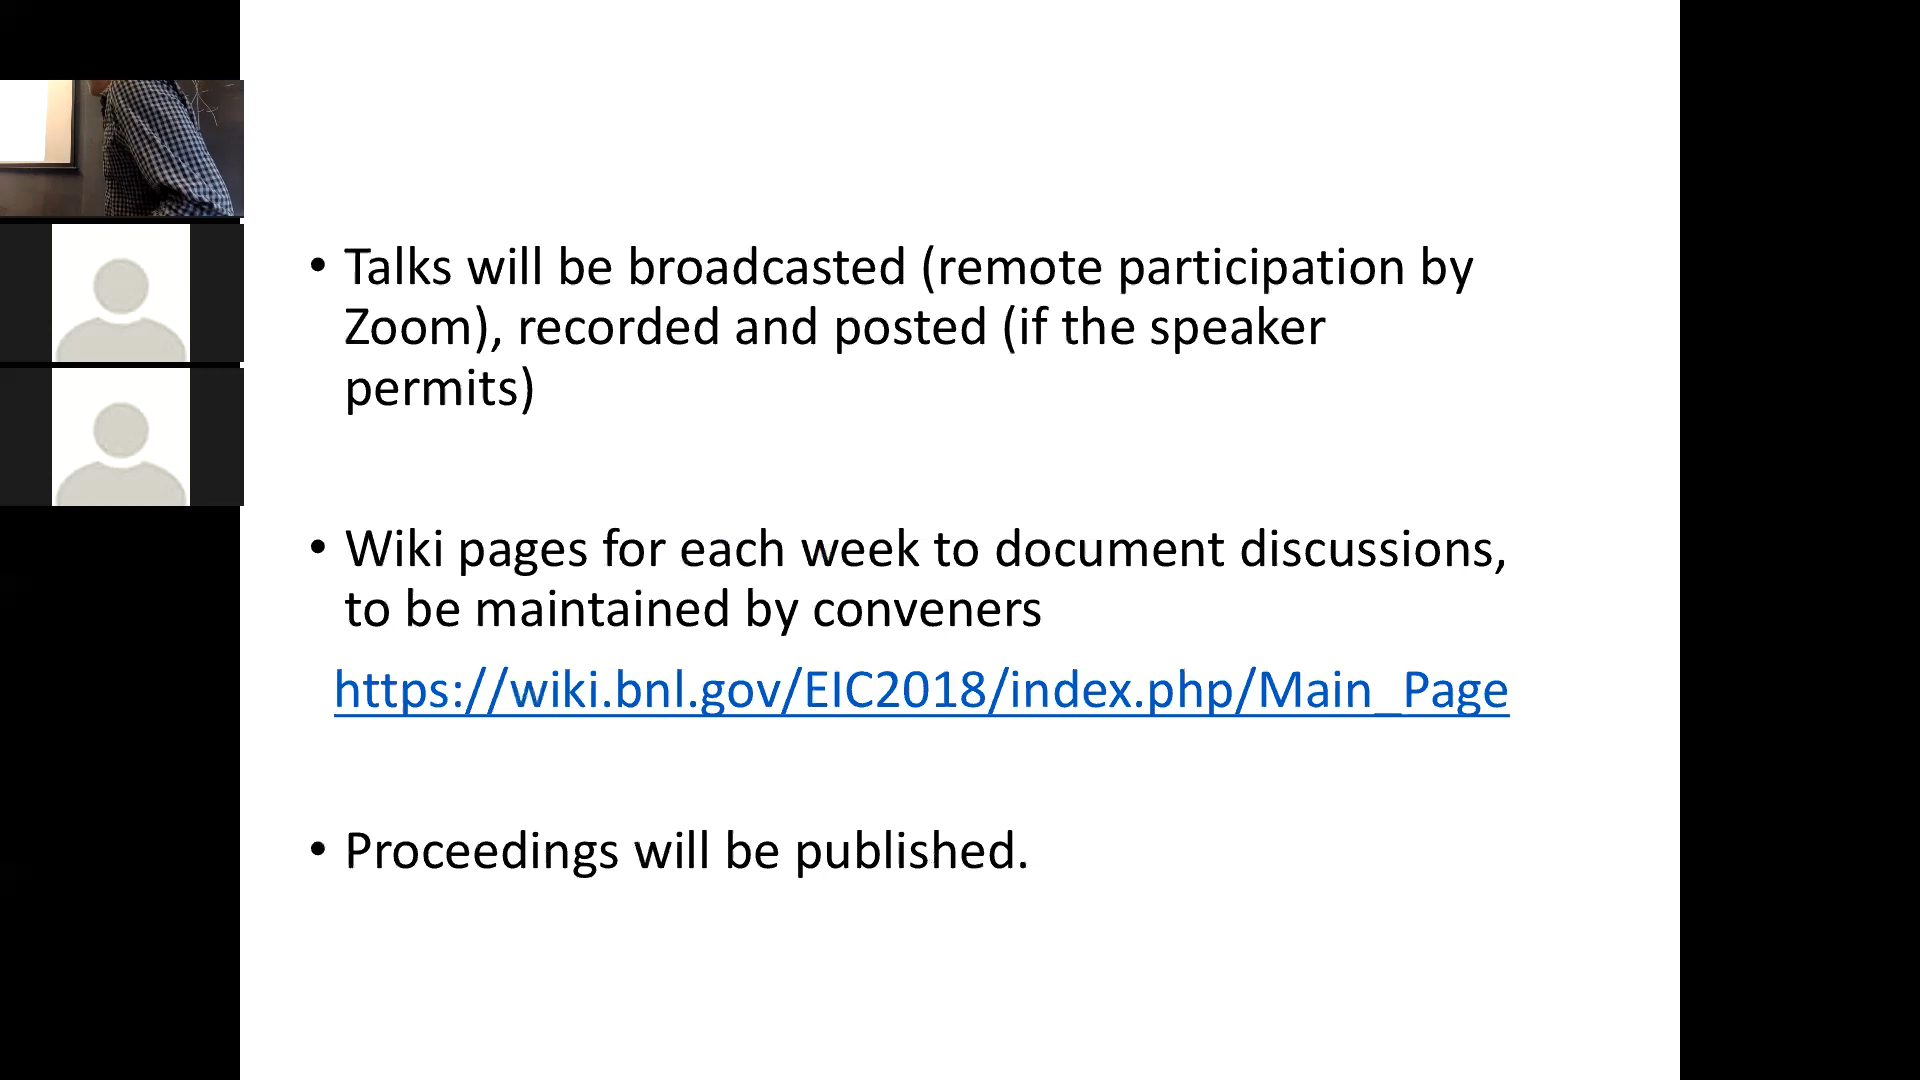 • Talks will be broadcasted (remote participation by
Zoom), recorded and posted (if the speaker
permits)
• Wiki pages for each week to document discussions,
to be maintained by conveners
https://wiki.bnl.gov/EIC2018/index.php/Main_Page
• Proceedings will be published.